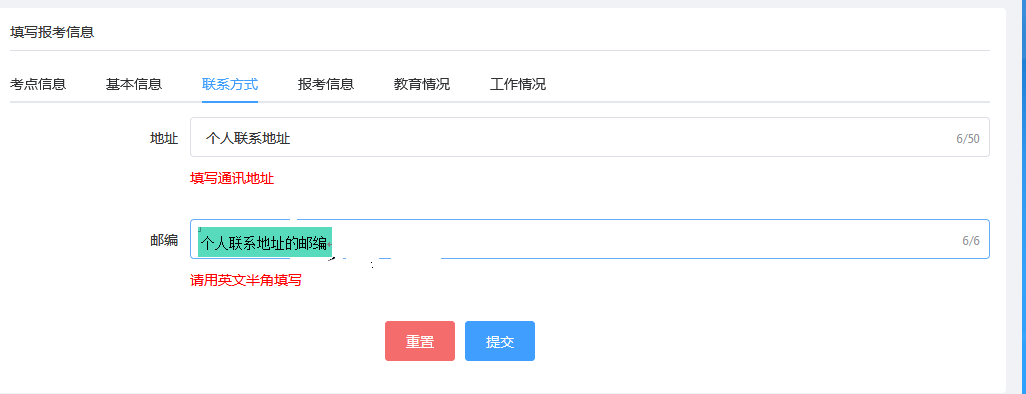 填写报考信息
考点信息 基本信息 联系方式 报考信息 教育情况 工作情况
地址 个人联系地址 6/50
填写通讯地址
邮编 个人联系地址的邮编 6/6
请用英文半角填写
重置 提交